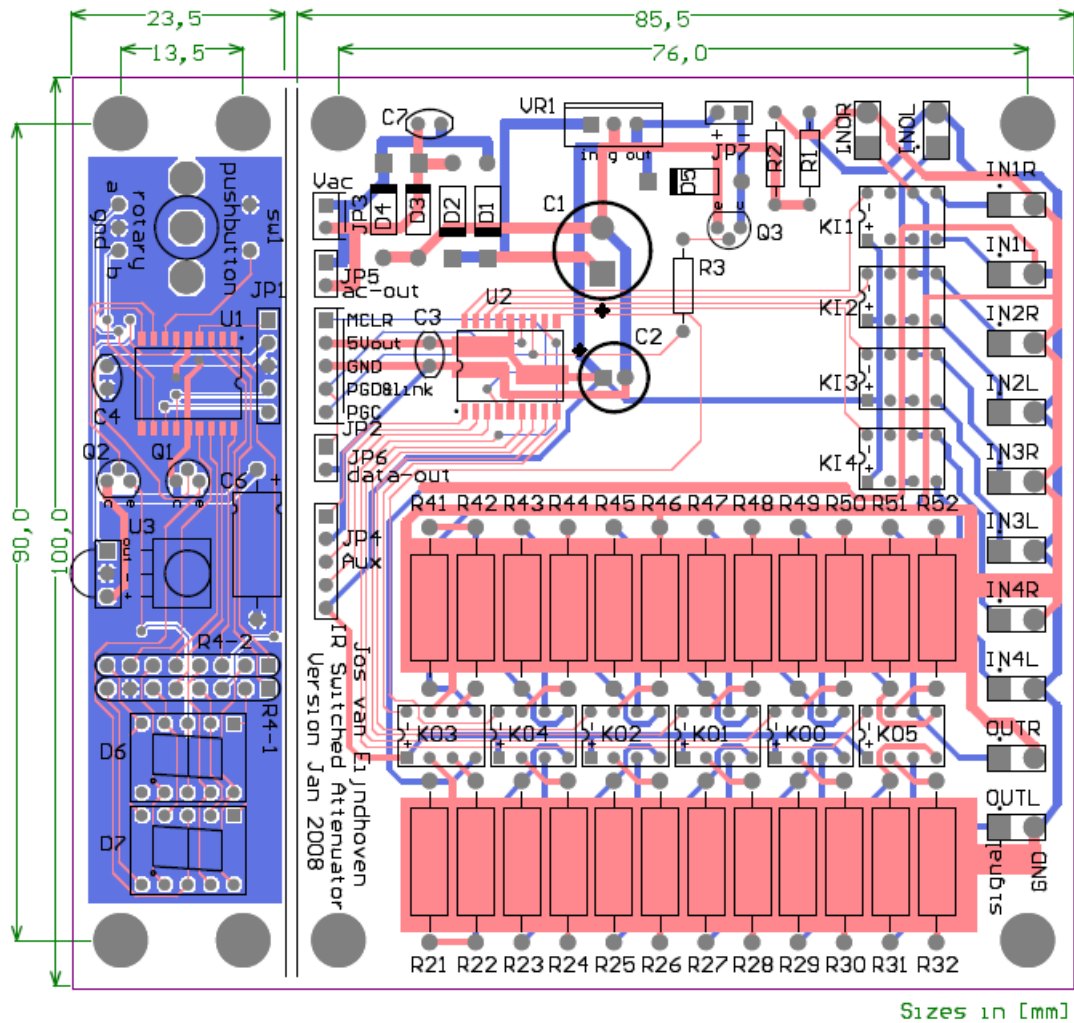 23,5
85,5
13,5
76,0
90,0
100,0
C7
VR1
in g out
+ -
JP7
R2
R1
IN0R
IN0L
IN1R
IN1L
IN2R
IN2L
IN3R
IN3L
IN4R
IN4L
OUTR
OUTL
signal
GND
Vac
JP3
D4
D3
D2
D1
D5
C1
e
c
Q3
KI1
KI2
KI3
KI4
- +
- +
- +
- +
JP5
ac-out
R3
U2
C3
C2
MCLR
5Vout
GND
PGD&link
PGC
JP2
JP6
data-out
JP4
Aux
a
gnd
b
rotary
pushbutton
sw1
JP1
U1
C4
Q2
Q1
c
e
c
e
C6
+
U3
out - +
R4-2
R4-1
D6
D7
R41 R42 R43 R44 R45 R46 R47 R48 R49 R50 R51 R52
K03 K04 K02 K01 K00 K05
+ + + + + +
R21 R22 R23 R24 R25 R26 R27 R28 R29 R30 R31 R32
Jos van Eijndhoven
IR Switched Attenuator
Version Jan 2008
Sizes in [mm]